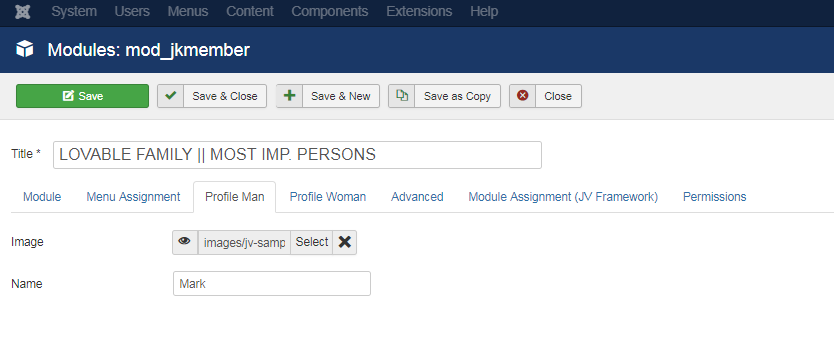 System Users Menus Content Components Extensions Help
Modules: mod_jkmember
Save Save & Close Save & New Save as Copy Close
Title * LOVABLE FAMILY || MOST IMP. PERSONS
Module Menu Assignment Profile Man Profile Woman Advanced Module Assignment (JV Framework) Permissions
Image images/jv-samp Select
Name Mark